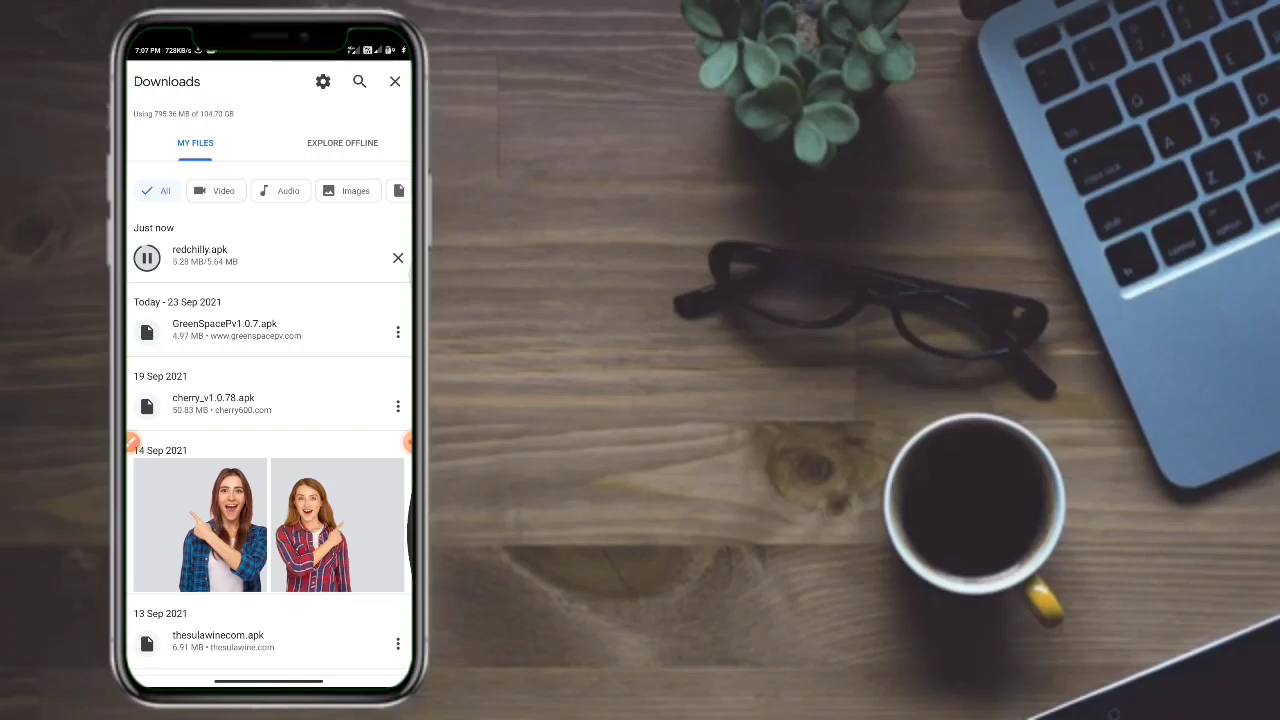 7:07 PM | 728KB/s
Downloads
Using 795.36 MB of 104.70 GB
MY FILES
EXPLORE OFFLINE
All
Video
Audio
Images
Just now
redchilly.apk
5.28 MB/5.64 MB
Today - 23 Sep 2021
GreenSpacePv1.0.7.apk
4.97 MB • www.greenspacepv.com
19 Sep 2021
cherry_v1.0.78.apk
50.83 MB • cherry600.com
14 Sep 2021
13 Sep 2021
thesulawinecom.apk
6.91 MB • thesulawine.com